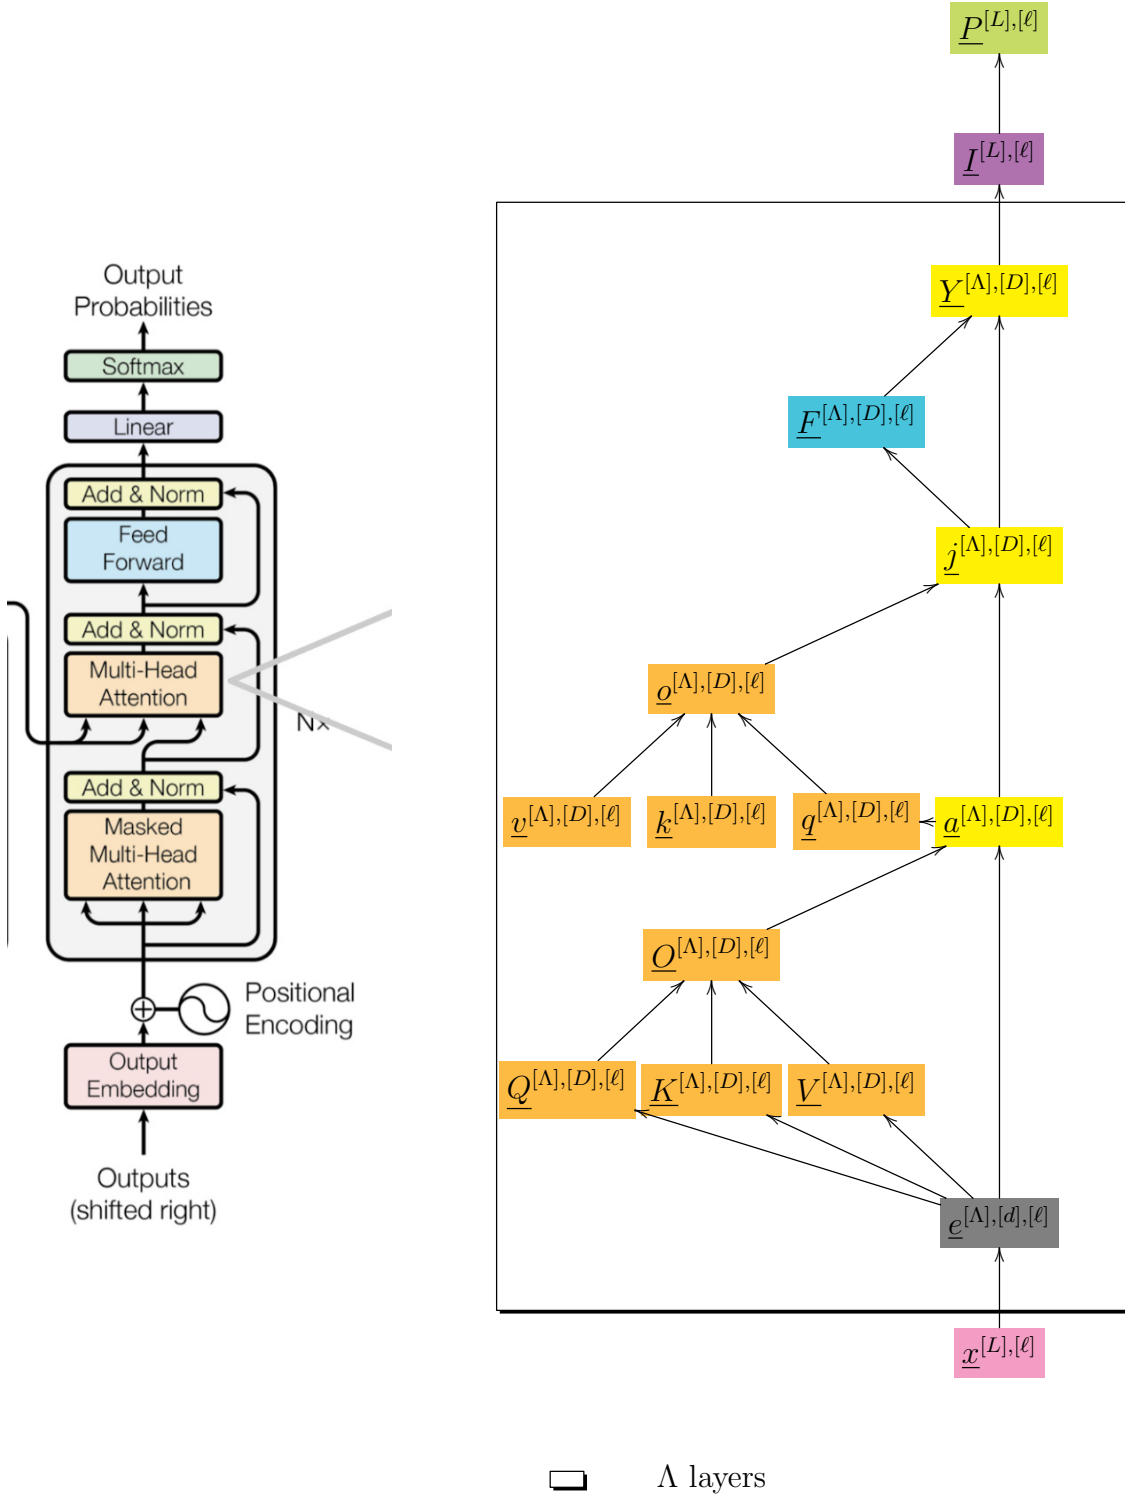 Output
Probabilities
Softmax
Linear
Add & Norm
Feed
Forward
Add & Norm
Multi-Head
Attention
N×
Add & Norm
Masked
Multi-Head
Attention
Positional
Encoding
Output
Embedding
Outputs
(shifted right)
P^{[L],[ℓ]}
I^{[L],[ℓ]}
Y^{[Λ],[D],[ℓ]}
F^{[Λ],[D],[ℓ]}
j^{[Λ],[D],[ℓ]}
o^{[Λ],[D],[ℓ]}
v^{[Λ],[D],[ℓ]} k^{[Λ],[D],[ℓ]} q^{[Λ],[D],[ℓ]} a^{[Λ],[D],[ℓ]}
O^{[Λ],[D],[ℓ]}
Q^{[Λ],[D],[ℓ]} K^{[Λ],[D],[ℓ]} V^{[Λ],[D],[ℓ]}
e^{[Λ],[d],[ℓ]}
x^{[L],[ℓ]}
Λ layers